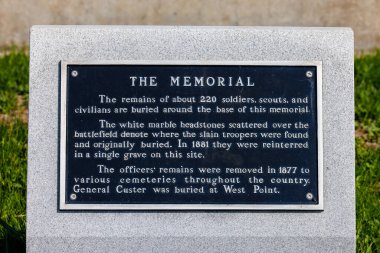 THE MEMORIAL
The remains of about 220 soldiers, scouts, and
civilians are buried around the base of this memorial.
The white marble headstones scattered over the
battlefield denote where the slain troopers were found
and originally buried. In 1881 they were reinterred
in a single grave on this site.
The officers' remains were removed in 1877 to
various cemeteries throughout the country.
General Custer was buried at West Point.